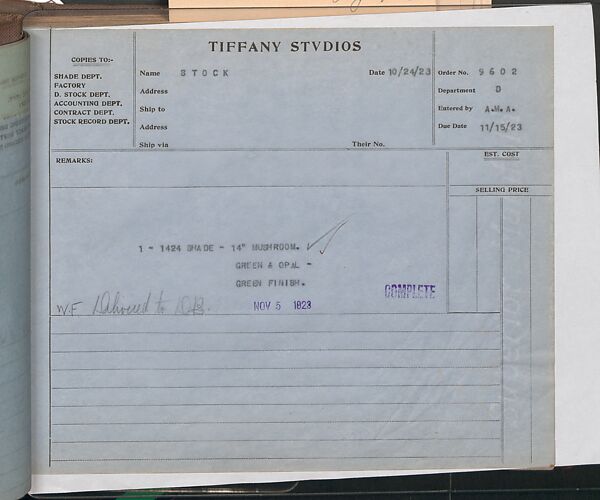 TIFFANY STVDIOS
COPIES TO:-
SHADE DEPT.
FACTORY
D. STOCK DEPT.
ACCOUNTING DEPT.
CONTRACT DEPT.
STOCK RECORD DEPT.
Name STOCK Date 10/24/23
Address
Ship to
Address
Ship via Their No.
Order No. 9602
Department D
Entered by A.M.A.
Due Date 11/15/23
REMARKS:
EST. COST
SELLING PRICE
1 - 1424 SHADE - 14" MUSHROOM.
GREEN & OPAL -
GREEN FINISH.
W.F Delivered to
NOV 5 1923
COMPLETE